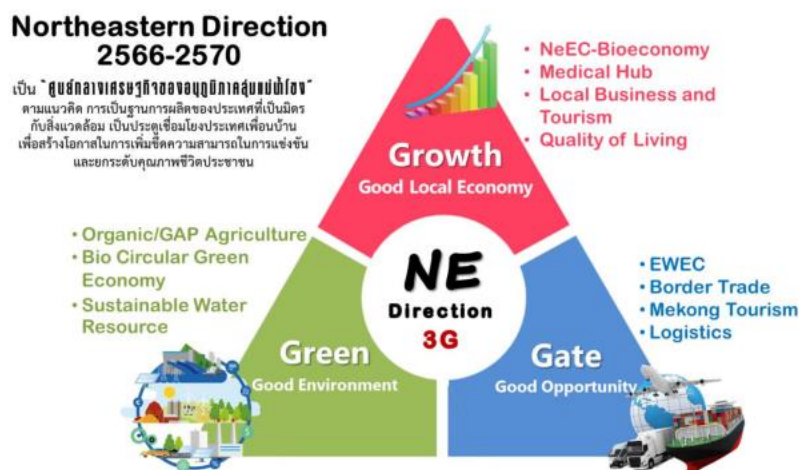 Northeastern Direction
2566-2570
เป็น "ศูนย์กลางเศรษฐกิจของอนุภูมิภาคลุ่มแม่น้ำโขง"
ตามแนวคิด การเป็นฐานการผลิตของประเทศที่เป็นมิตร
กับสิ่งแวดล้อม เป็นประตูเชื่อมโยงประเทศเพื่อนบ้าน
เพื่อสร้างโอกาสในการเพิ่มขีดความสามารถในการแข่งขัน
และยกระดับคุณภาพชีวิตประชาชน
Growth
Good Local Economy
• NeEC-Bioeconomy
• Medical Hub
• Local Business and
Tourism
• Quality of Living
• Organic/GAP Agriculture
• Bio Circular Green
Economy
• Sustainable Water
Resource
NE
Direction
3G
• EWEC
• Border Trade
• Mekong Tourism
• Logistics
Green
Good Environment
Gate
Good Opportunity